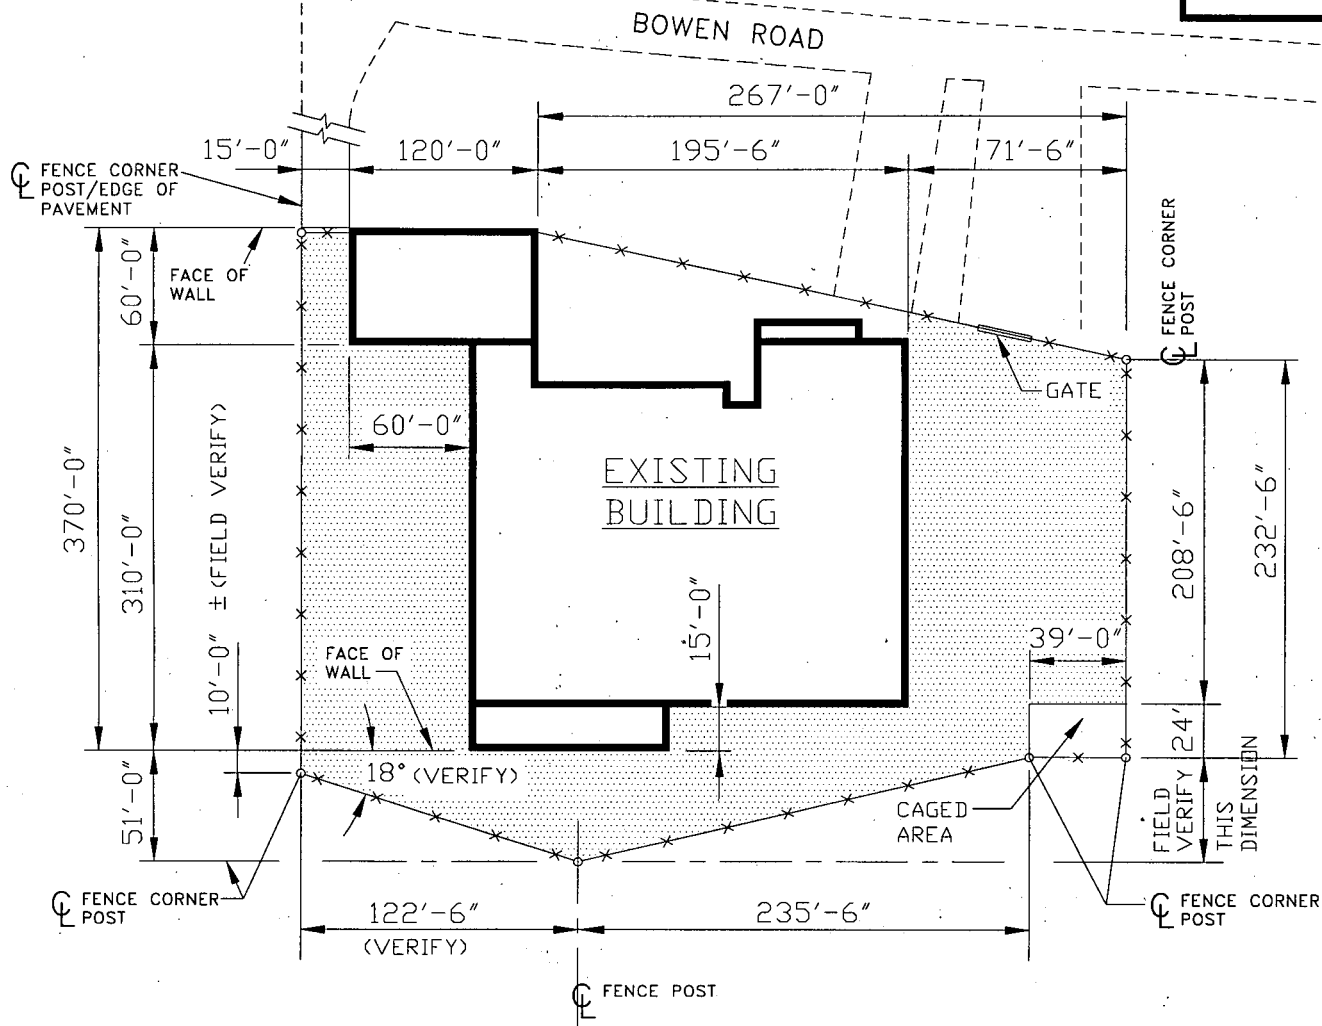 BOWEN ROAD
267'-0"
15'-0"
120'-0"
195'-6"
71'-6"
℄ FENCE CORNER
POST/EDGE OF
PAVEMENT
FACE OF
WALL
60'-0"
℄ FENCE CORNER
POST
GATE
60'-0"
370'-0"
310'-0"
10'-0" ±(FIELD VERIFY)
EXISTING
BUILDING
208'-6"
232'-6"
15'-0"
39'-0"
FACE OF
WALL
18° (VERIFY)
51'-0"
CAGED
AREA
24'
FIELD
VERIFY
THIS
DIMENSION
℄ FENCE CORNER
POST
122'-6"
(VERIFY)
235'-6"
℄ FENCE CORNER
POST
℄ FENCE POST